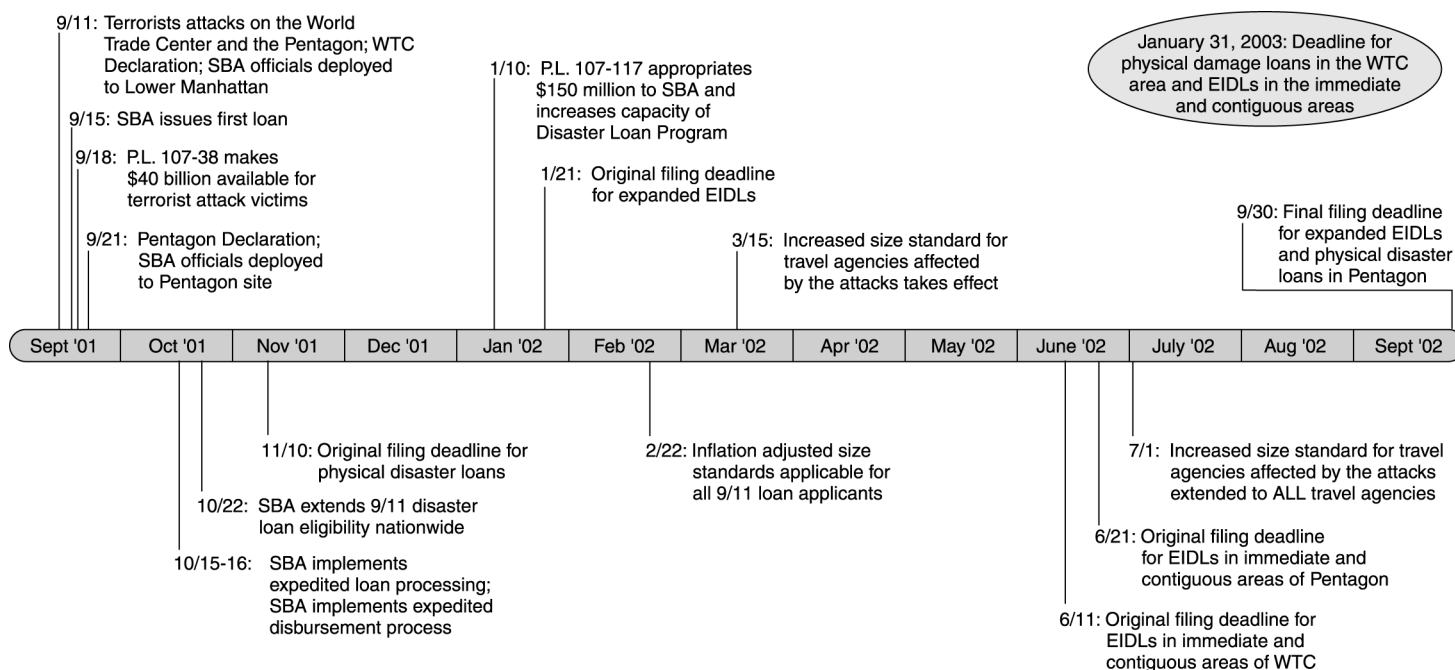 9/11: Terrorists attacks on the World
Trade Center and the Pentagon; WTC
Declaration; SBA officials deployed
to Lower Manhattan
9/15: SBA issues first loan
9/18: P.L. 107-38 makes
$40 billion available for
terrorist attack victims
9/21: Pentagon Declaration;
SBA officials deployed
to Pentagon site
1/10: P.L. 107-117 appropriates
$150 million to SBA and
increases capacity of
Disaster Loan Program
1/21: Original filing deadline
for expanded EIDLs
3/15: Increased size standard for
travel agencies affected
by the attacks takes effect
January 31, 2003: Deadline for
physical damage loans in the WTC
area and EIDLs in the immediate
and contiguous areas
9/30: Final filing deadline
for expanded EIDLs
and physical disaster
loans in Pentagon
Sept '01 Oct '01 Nov '01 Dec '01 Jan '02 Feb '02 Mar '02 Apr '02 May '02 June '02 July '02 Aug '02 Sept '02
11/10: Original filing deadline for
physical disaster loans
10/22: SBA extends 9/11 disaster
loan eligibility nationwide
10/15-16: SBA implements
expedited loan processing;
SBA implements expedited
disbursement process
2/22: Inflation adjusted size
standards applicable for
all 9/11 loan applicants
7/1: Increased size standard for travel
agencies affected by the attacks
extended to ALL travel agencies
6/21: Original filing deadline
for EIDLs in immediate and
contiguous areas of Pentagon
6/11: Original filing deadline for
EIDLs in immediate and
contiguous areas of WTC